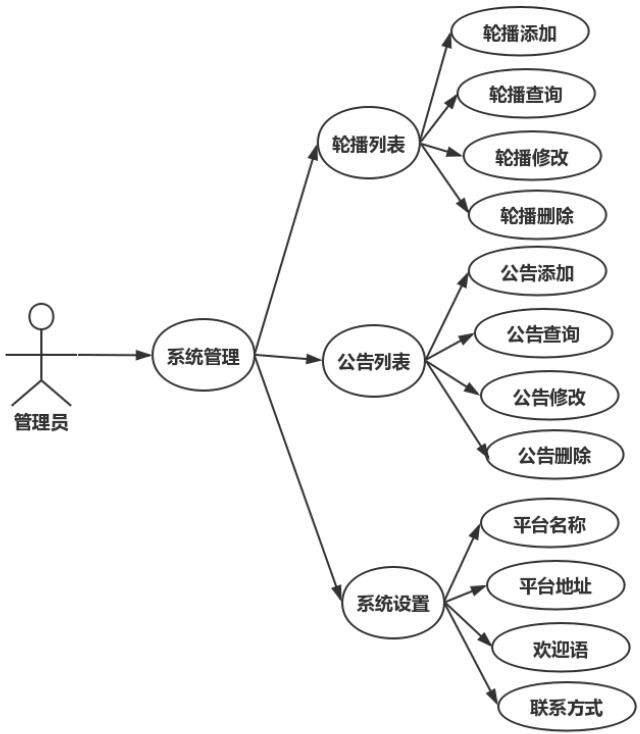 轮播添加
轮播查询
轮播列表
轮播修改
轮播删除
公告添加
公告查询
系统管理
公告列表
公告修改
管理员
公告删除
平台名称
平台地址
系统设置
欢迎语
联系方式